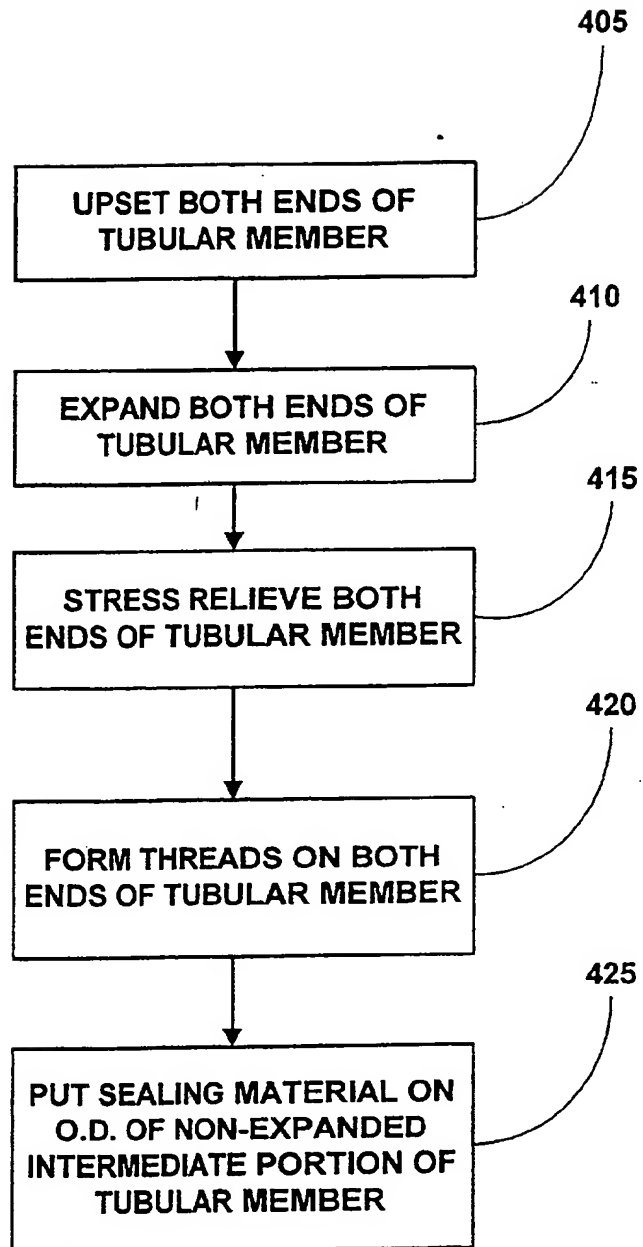 405
UPSET BOTH ENDS OF
TUBULAR MEMBER
410
EXPAND BOTH ENDS OF
TUBULAR MEMBER
415
STRESS RELIEVE BOTH
ENDS OF TUBULAR MEMBER
420
FORM THREADS ON BOTH
ENDS OF TUBULAR MEMBER
425
PUT SEALING MATERIAL ON
O.D. OF NON-EXPANDED
INTERMEDIATE PORTION OF
TUBULAR MEMBER